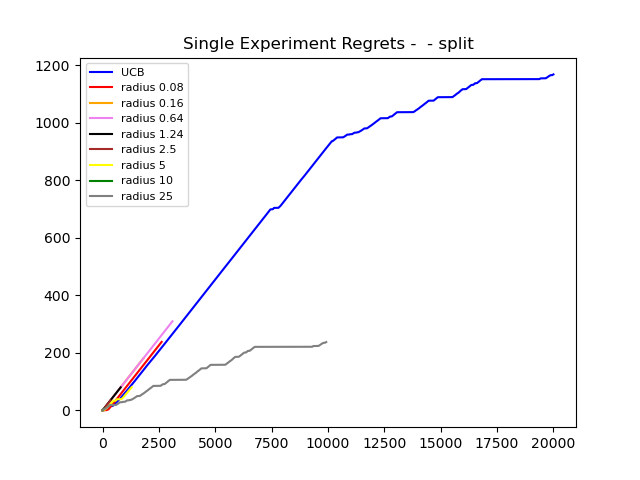 Single Experiment Regrets -  - split
1200
1000
800
600
400
200
0
UCB
radius 0.08
radius 0.16
radius 0.64
radius 1.24
radius 2.5
radius 5
radius 10
radius 25
0 2500 5000 7500 10000 12500 15000 17500 20000